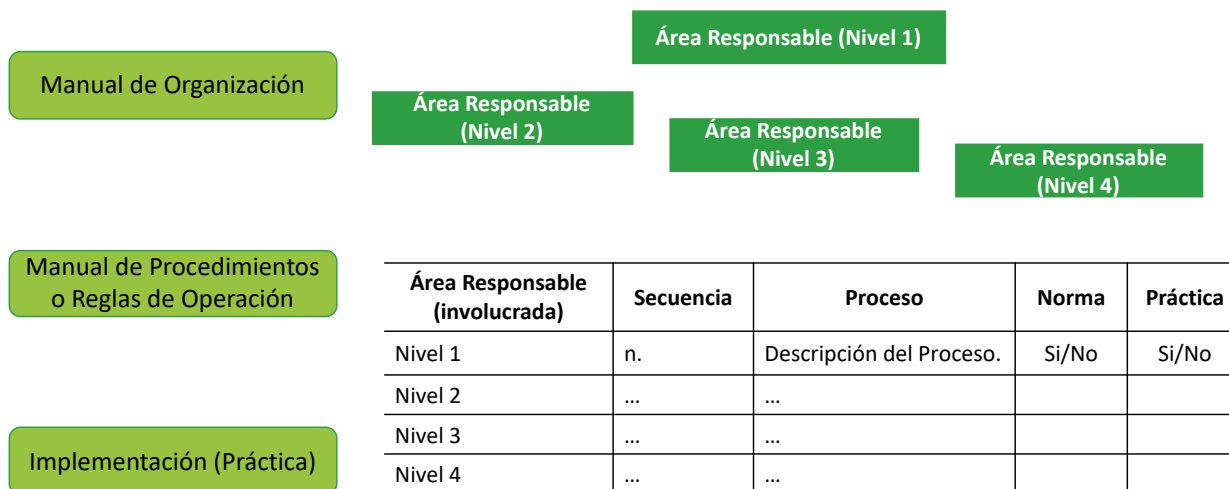 Manual de Organización
Área Responsable (Nivel 1)
Área Responsable
(Nivel 2)
Área Responsable
(Nivel 3)
Área Responsable
(Nivel 4)
Manual de Procedimientos
o Reglas de Operación
Implementación (Práctica)
Área Responsable
(involucrada)
Secuencia
Proceso
Norma
Práctica
Nivel 1
n.
Descripción del Proceso.
Si/No
Si/No
Nivel 2
...
...
Nivel 3
...
...
Nivel 4
...
...